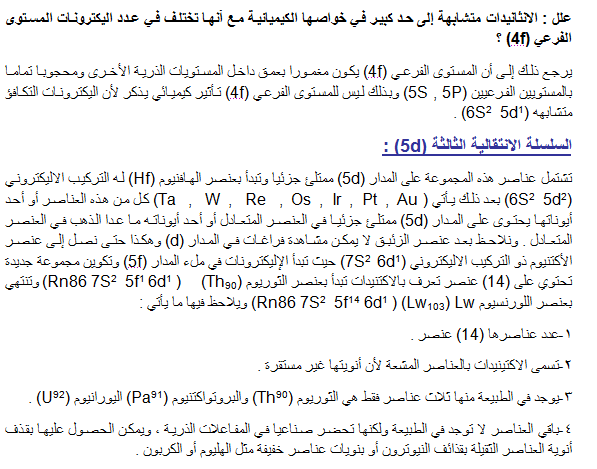 علل : الانثانيدات متشابهة إلى حد كبير في خواصها الكيميائية مع أنها تختلف في عدد اليكترونات المستوى
الفرعي (4f) ؟
يرجع ذلك إلى أن المستوى الفرعي (4f) يكون مغمورا بعمق داخل المستويات الذرية الأخرى ومحجوبا تماما
بالمستويين الفرعيين (5S , 5P) وبذلك ليس للمستوى الفرعي (4f) تأثير كيميائي يذكر لأن اليكترونات التكافؤ
متشابهه (6S² 5d¹) .
السلسلة الانتقالية الثالثة (5d) :
تشتمل عناصر هذه المجموعة على المدار (5d) ممتلئ جزئيا وتبدأ بعنصر الهافنيوم (Hf) له التركيب الاليكتروني
(6S² 5d²) بعد ذلك يأتي ( Ta , W , Re , Os , Ir , Pt , Au ) كل من هذه العناصر أو أحد
أيوناتها يحتوى على المدار (5d) ممتلئ جزئيا في العنصر المتعادل أو أحد أيوناته ما عدا الذهب في العنصر
المتعادل . ونلاحظ بعد عنصر الزئبق لا يمكن مشاهدة فراغات في المدار (d) وهكذا حتى نصل إلى عنصر
الأكتنيوم ذو التركيب الاليكتروني (7S² 6d¹) حيث تبدأ الإليكترونات في ملء المدار (5f) وتكوين مجموعة جديدة
تحتوي على (14) عنصر تعرف بالاكتنيدات تبدأ بعنصر الثوريوم (Th₉₀) (Rn86 7S² 5f¹ 6d¹ ) وتنتهي
بعنصر اللورنسيوم Lw (Lw₁₀₃) ( Rn86 7S² 5f¹⁴ 6d¹) ويلاحظ فيها ما يأتي :
١-عدد عناصرها (14) عنصر .
٢-تسمى الاكتينيدات بالعناصر المشعة لأن أنويتها غير مستقرة .
٣-يوجد في الطبيعة منها ثلاث عناصر فقط هي الثوريوم (Th⁹⁰) والبروتواكتنيوم (Pa⁹¹) اليورانيوم (U⁹²) .
٤-باقي العناصر لا توجد في الطبيعة ولكنها تحضر صناعيا في المفاعلات الذرية ، ويمكن الحصول عليها بقذف
أنوية العناصر الثقيلة بقذائف النيوترون أو بنويات عناصر خفيفة مثل الهليوم أو الكربون .